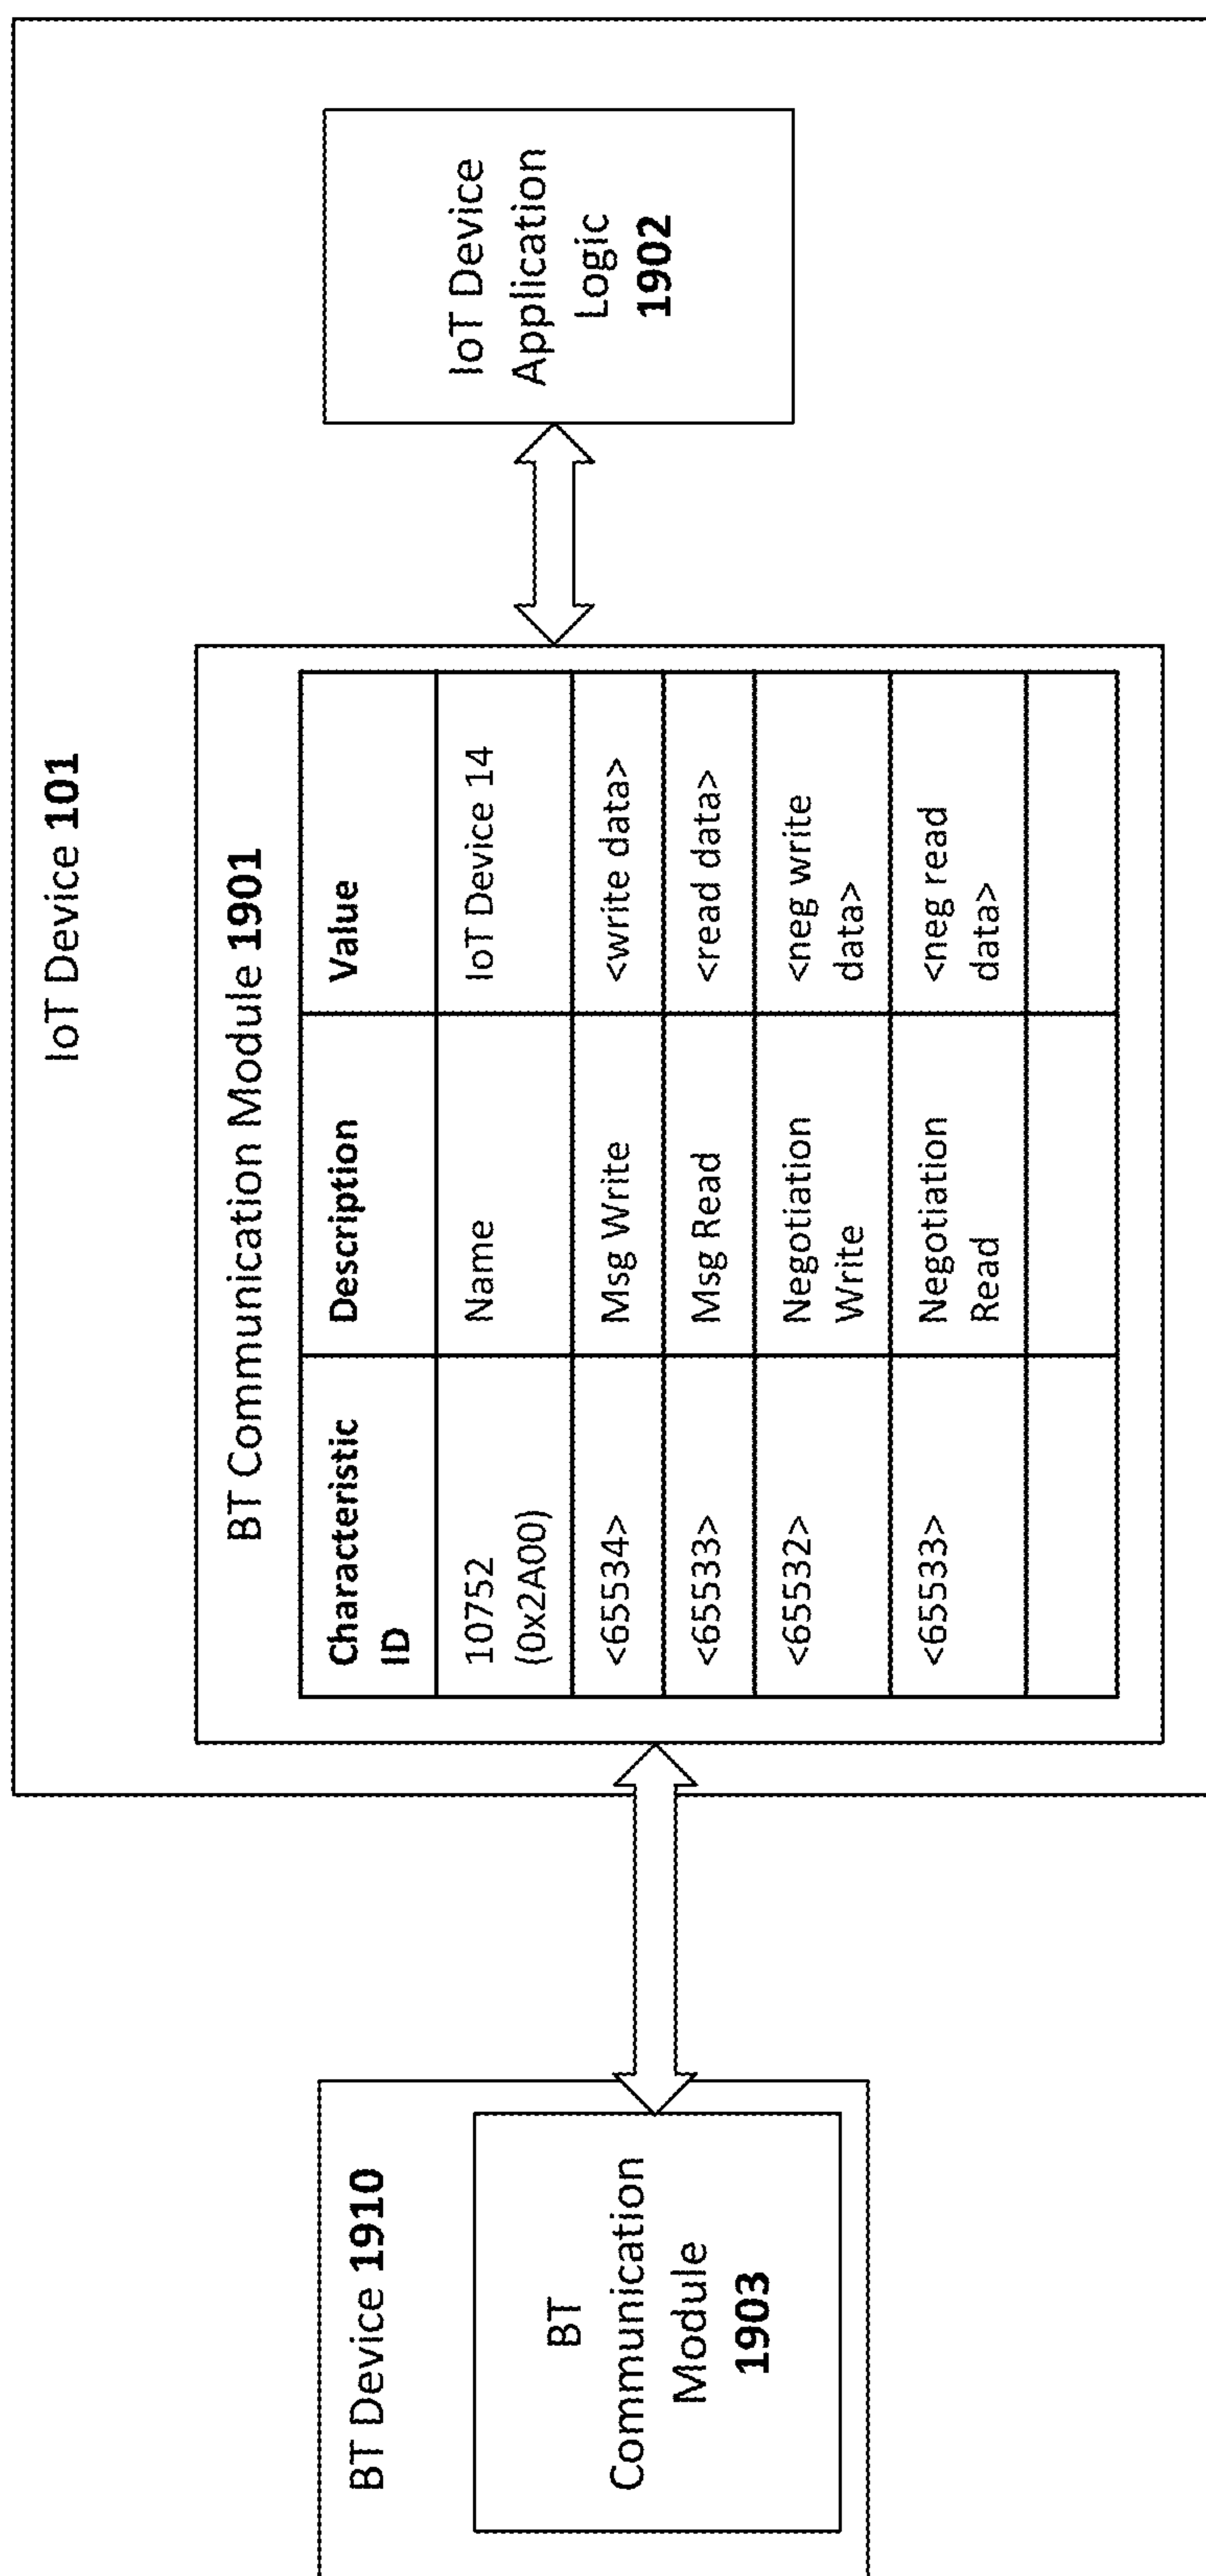 IoT Device 101
BT Device 1910
BT
Communication
Module
1903
BT Communication Module 1901
Characteristic
ID
Description
Value
10752
(0x2A00)
Name
IoT Device 14
<65534>
Msg Write
<write data>
<65533>
Msg Read
<read data>
<65532>
Negotiation
Write
<neg write
data>
<65533>
Negotiation
Read
<neg read
data>
IoT Device
Application
Logic
1902